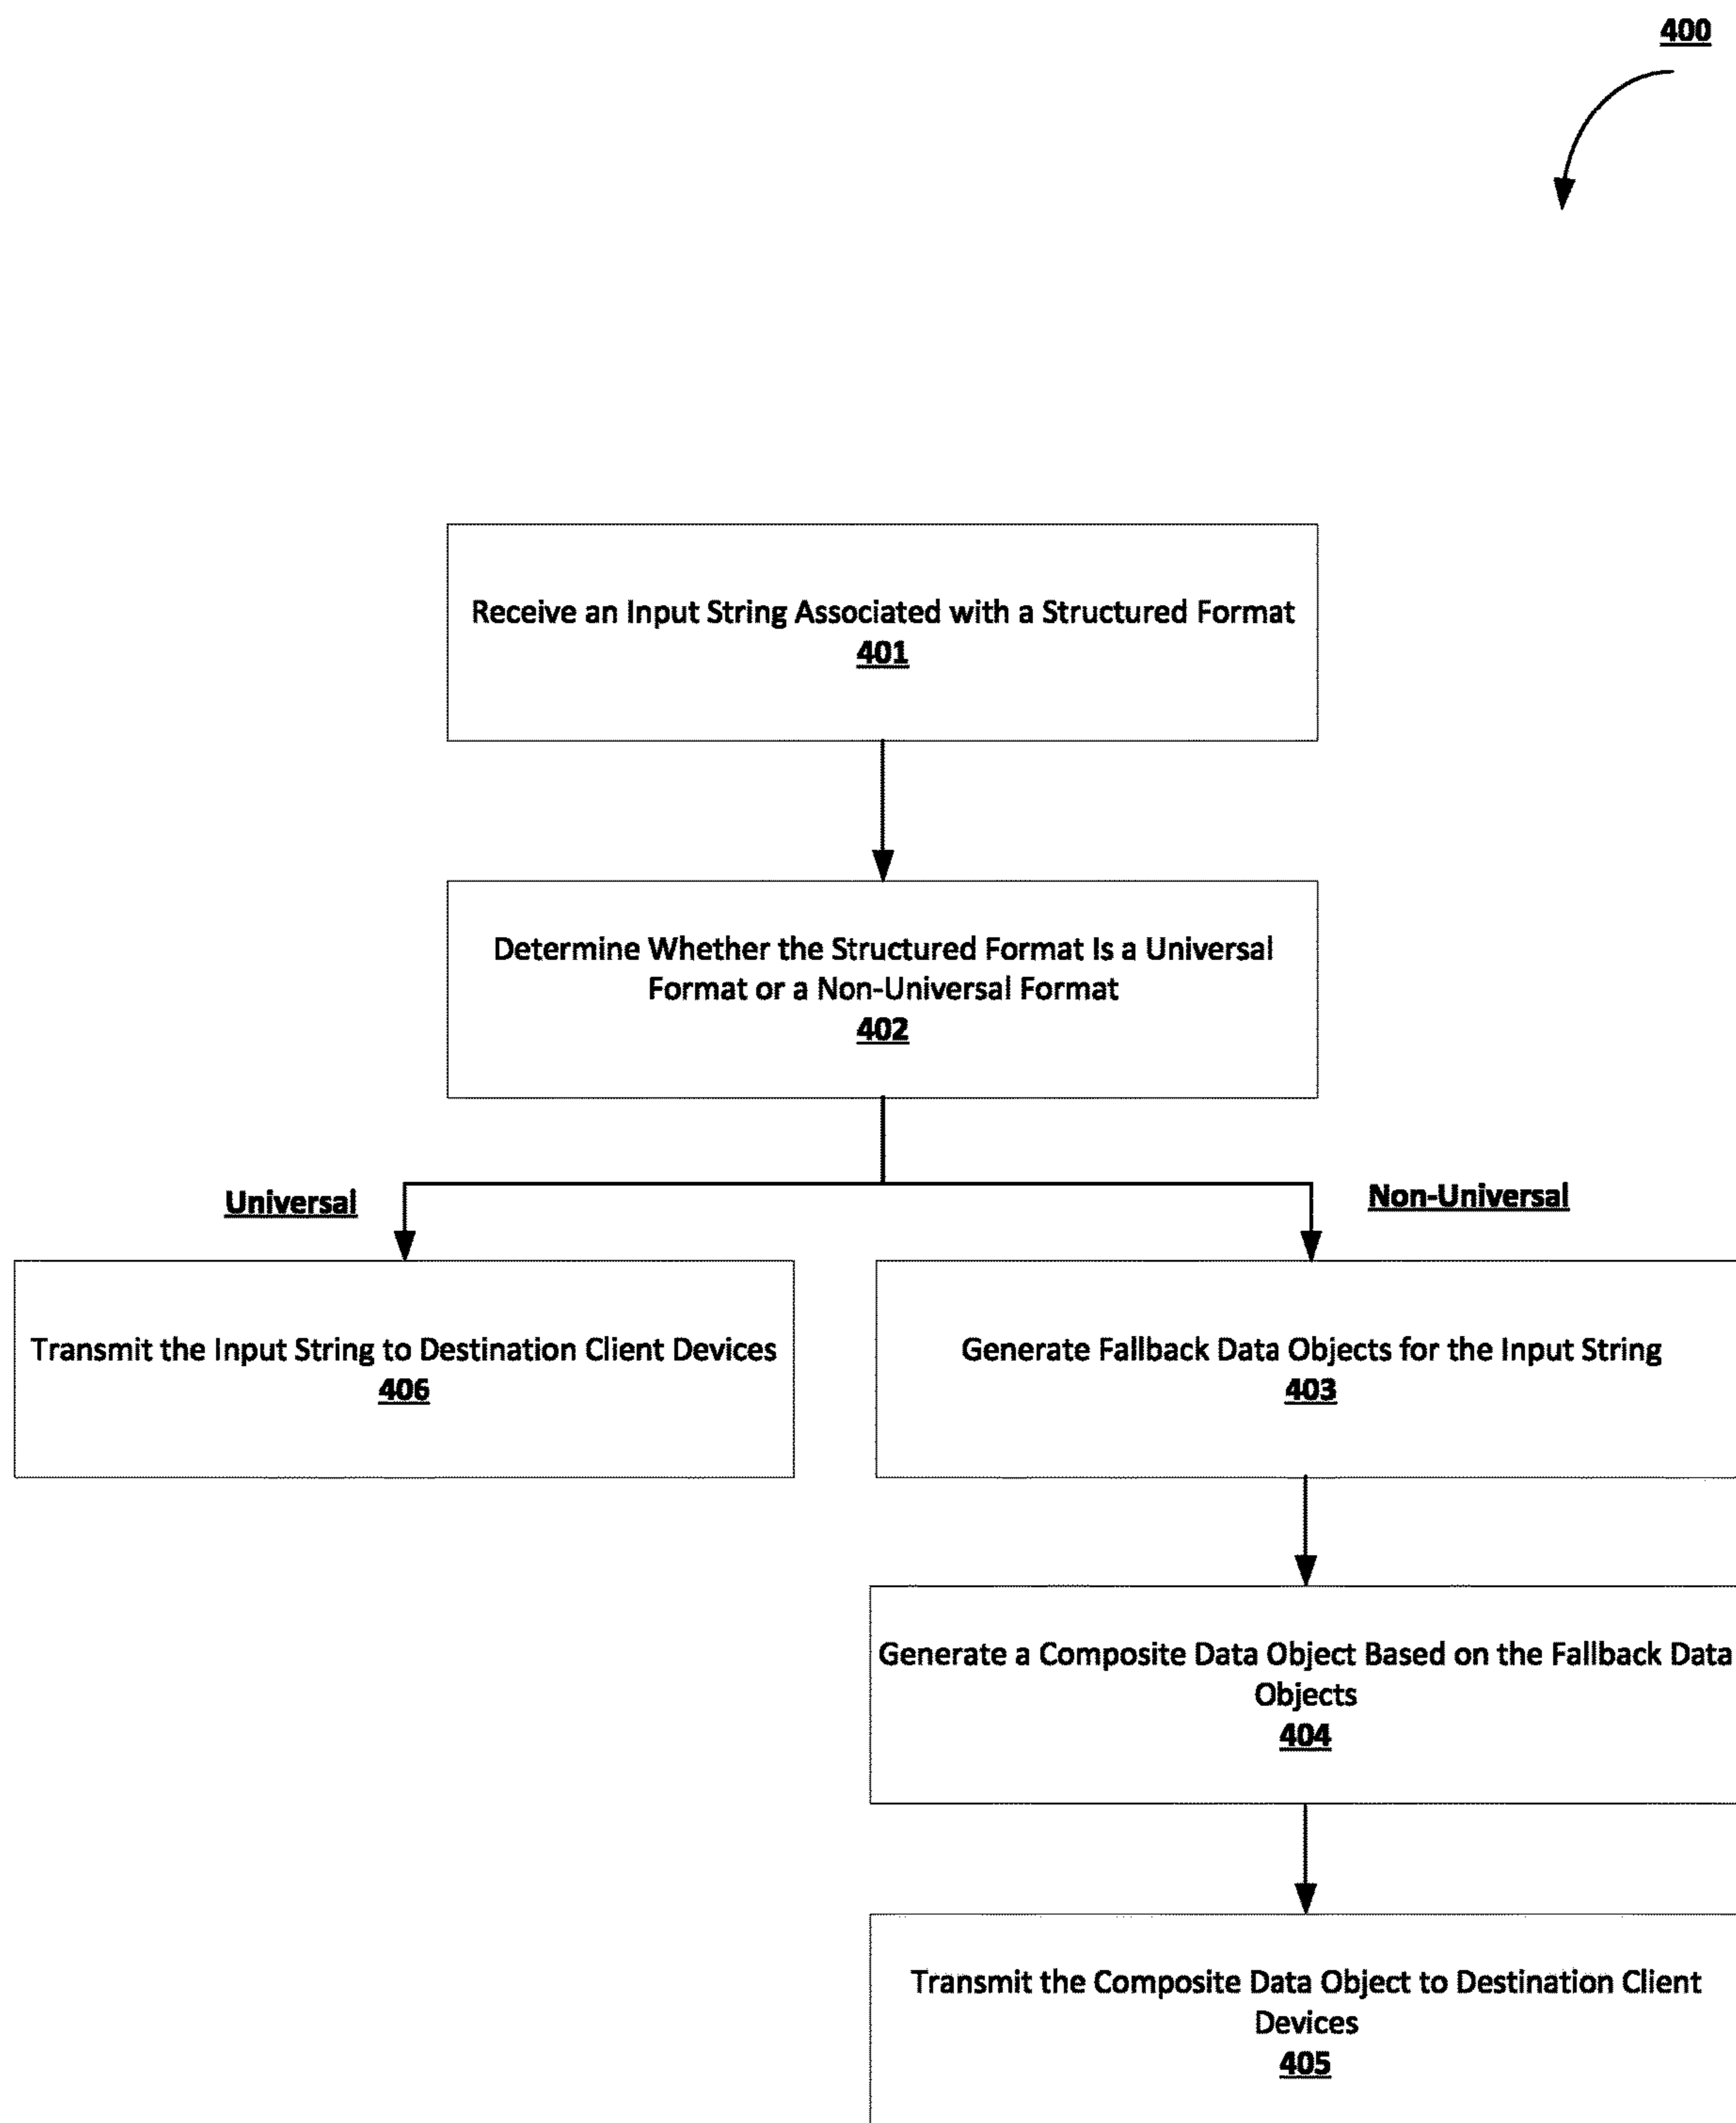 400
Receive an Input String Associated with a Structured Format
401
Determine Whether the Structured Format Is a Universal
Format or a Non-Universal Format
402
Universal
Non-Universal
Transmit the Input String to Destination Client Devices
406
Generate Fallback Data Objects for the Input String
403
Generate a Composite Data Object Based on the Fallback Data
Objects
404
Transmit the Composite Data Object to Destination Client
Devices
405